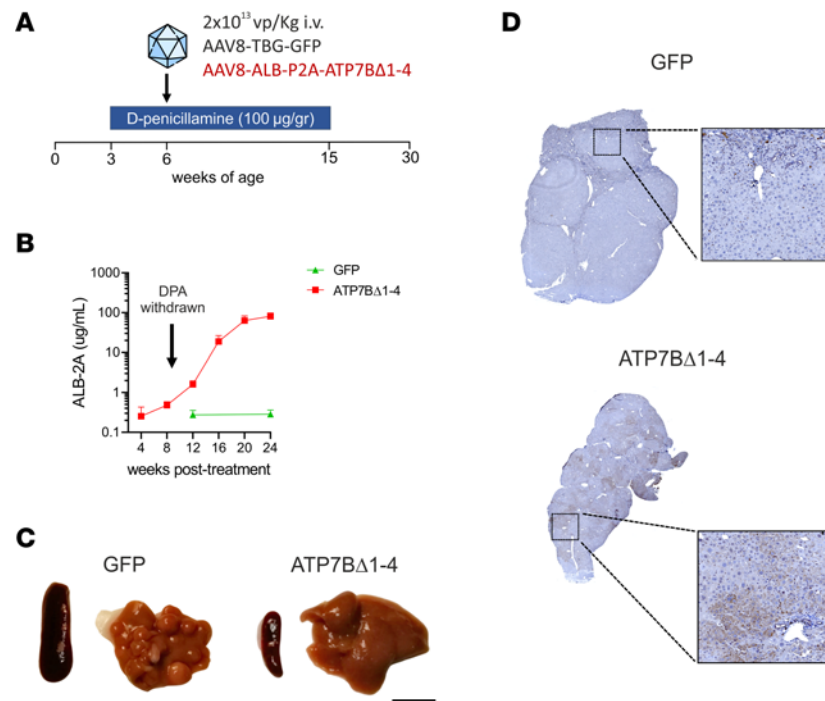 A
2x10¹³ vp/Kg i.v.
AAV8-TBG-GFP
AAV8-ALB-P2A-ATP7BΔ1-4
D-penicillamine (100 µg/gr)
0 3 6 15 30
weeks of age
B
GFP
ATP7BΔ1-4
DPA
withdrawn
ALB-2A (ug/mL)
1000
100
10
1
0.1
4 8 12 16 20 24
weeks post-treatment
C
GFP ATP7BΔ1-4
D
GFP
ATP7BΔ1-4